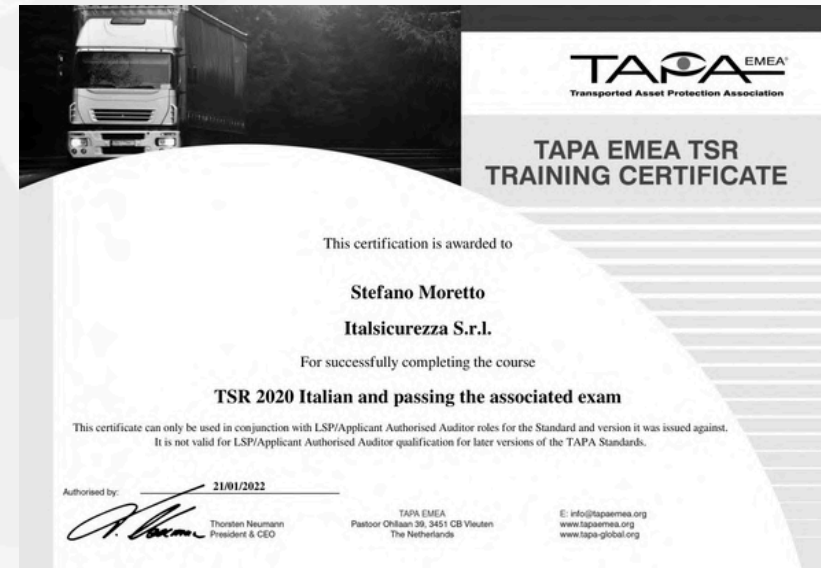 TAPA EMEA®
Transported Asset Protection Association
TAPA EMEA TSR
TRAINING CERTIFICATE
This certification is awarded to
Stefano Moretto
Italsicurezza S.r.l.
For successfully completing the course
TSR 2020 Italian and passing the associated exam
This certificate can only be used in conjunction with LSP/Applicant Authorised Auditor roles for the Standard and version it was issued against.
It is not valid for LSP/Applicant Authorised Auditor qualification for later versions of the TAPA Standards.
Authorised by:
21/01/2022
Thorsten Neumann
President & CEO
TAPA EMEA
Pastoor Ohllaan 39, 3451 CB Vleuten
The Netherlands
E: info@tapaemea.org
www.tapaemea.org
www.tapa-global.org